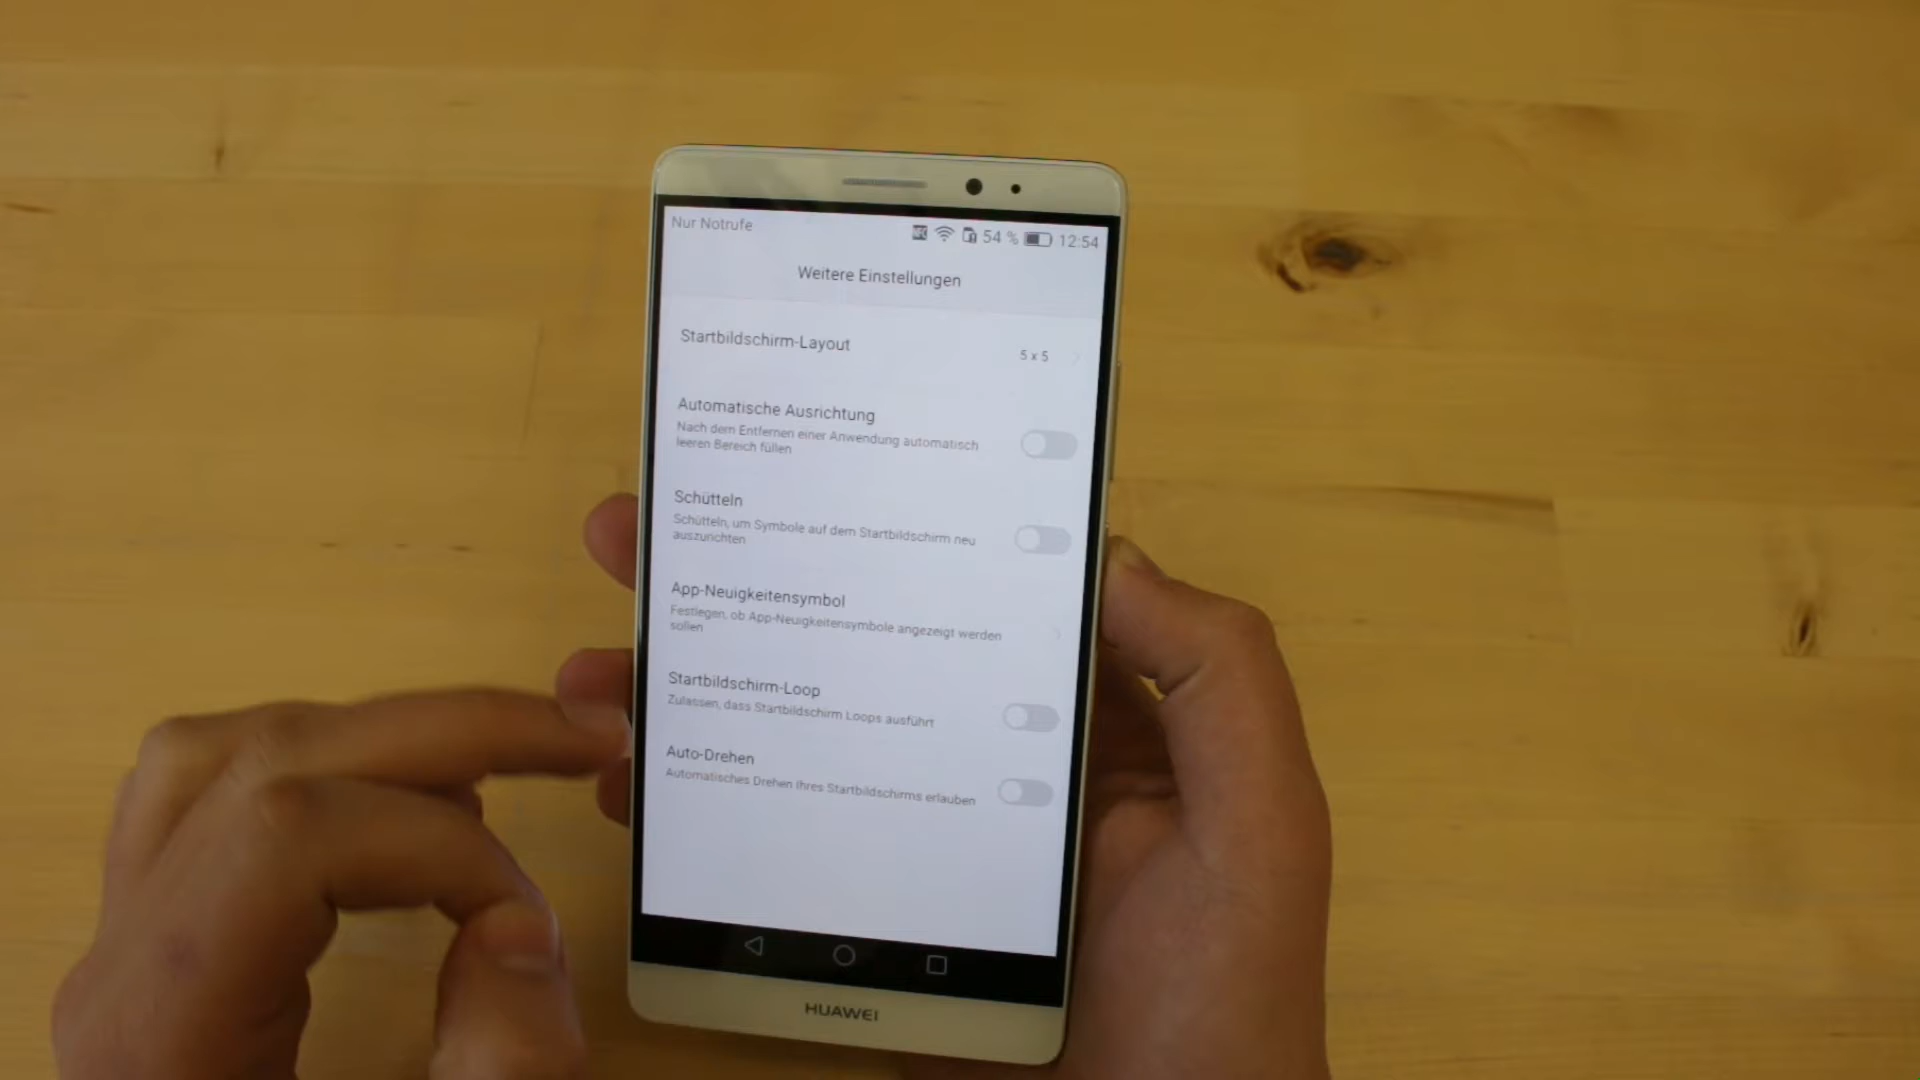 Nur Notrufe
54 % 12:54
Weitere Einstellungen
Startbildschirm-Layout
5 x 5
Automatische Ausrichtung
Nach dem Entfernen einer Anwendung automatisch
leeren Bereich füllen
Schütteln
Schütteln, um Symbole auf dem Startbildschirm neu
auszurichten
App-Neuigkeitensymbol
Festlegen, ob App-Neuigkeitensymbole angezeigt werden
sollen
Startbildschirm-Loop
Zulassen, dass Startbildschirm Loops ausführt
Auto-Drehen
Automatisches Drehen Ihres Startbildschirms erlauben
HUAWEI